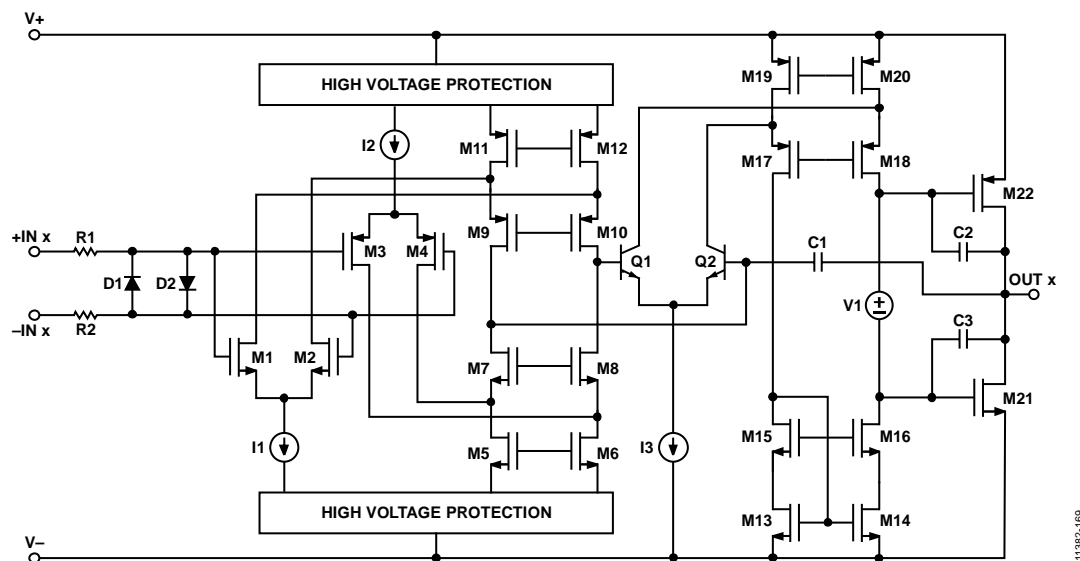 V+
HIGH VOLTAGE PROTECTION
M19
M20
I2
M11
M12
M17
M18
M22
+IN x
R1
M3
M4
M9
M10
C2
C1
Q1
Q2
D1
D2
OUT x
–IN x
R2
V1
C3
M1
M2
M7
M8
M21
I1
M5
M6
I3
M15
M16
HIGH VOLTAGE PROTECTION
M13
M14
V–
11382-169